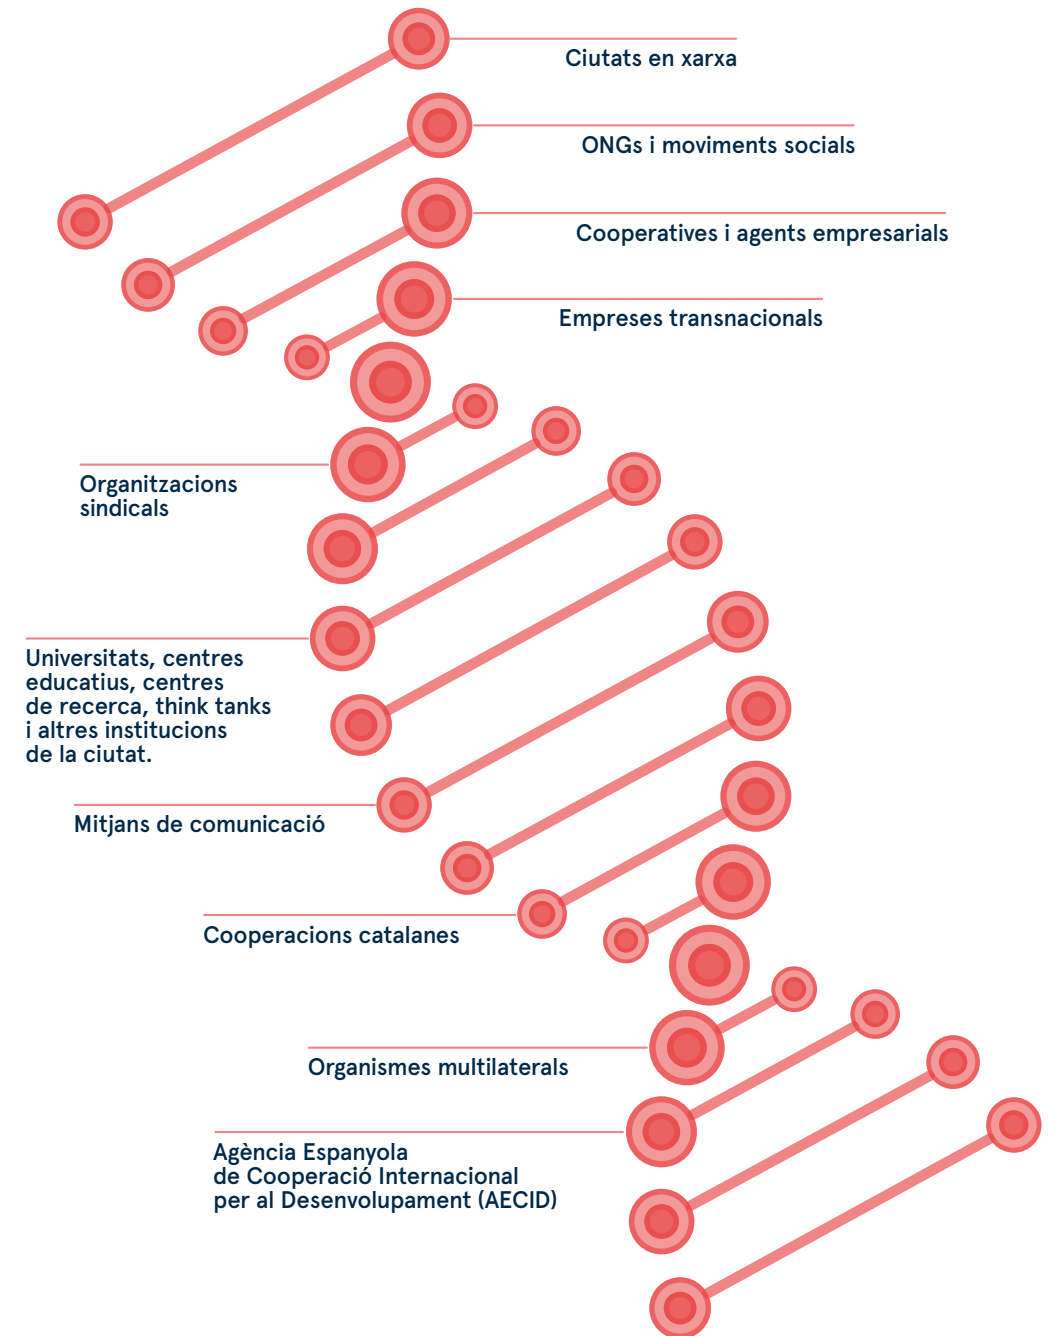 Ciutats en xarxa
ONGs i moviments socials
Cooperatives i agents empresarials
Empreses transnacionals
Organitzacions
sindicals
Universitats, centres
educatius, centres
de recerca, think tanks
i altres institucions
de la ciutat.
Mitjans de comunicació
Cooperacions catalanes
Organismes multilaterals
Agència Espanyola
de Cooperació Internacional
per al Desenvolupament (AECID)